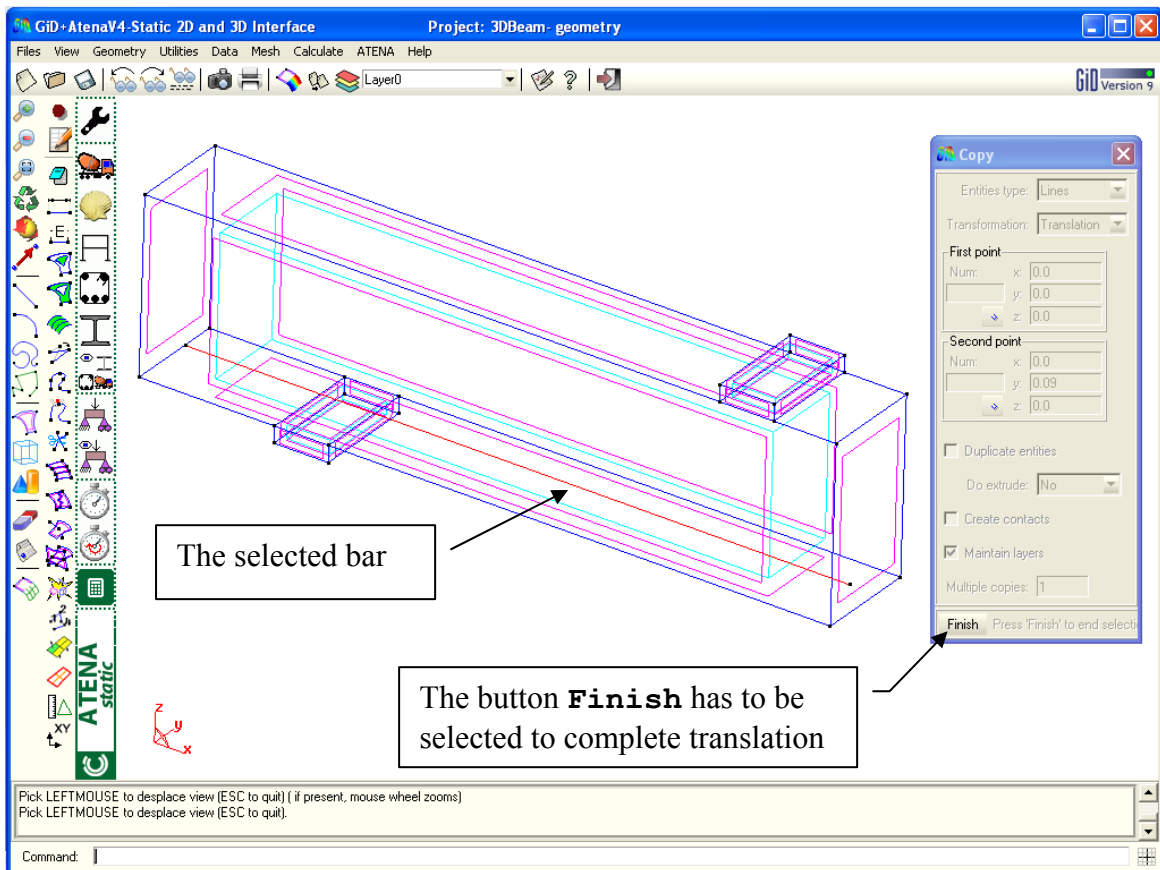 GiD+AtenaV4-Static 2D and 3D Interface Project: 3DBeam- geometry
Files View Geometry Utilities Data Mesh Calculate ATENA Help
Layer0
GiD Version 9
Copy
Entities type: Lines
Transformation: Translation
First point
Num: x: 0.0
y: 0.0
z: 0.0
Second point
Num: x: 0.0
y: 0.09
z: 0.0
Duplicate entities
Do extrude: No
Create contacts
Maintain layers
Multiple copies: 1
Finish Press 'Finish' to end selecti
The selected bar
The button Finish has to be
selected to complete translation
E
2
XY
ATENA
static
z
y
x
Pick LEFTMOUSE to desplace view (ESC to quit) ( if present, mouse wheel zooms)
Pick LEFTMOUSE to desplace view (ESC to quit).
Command: